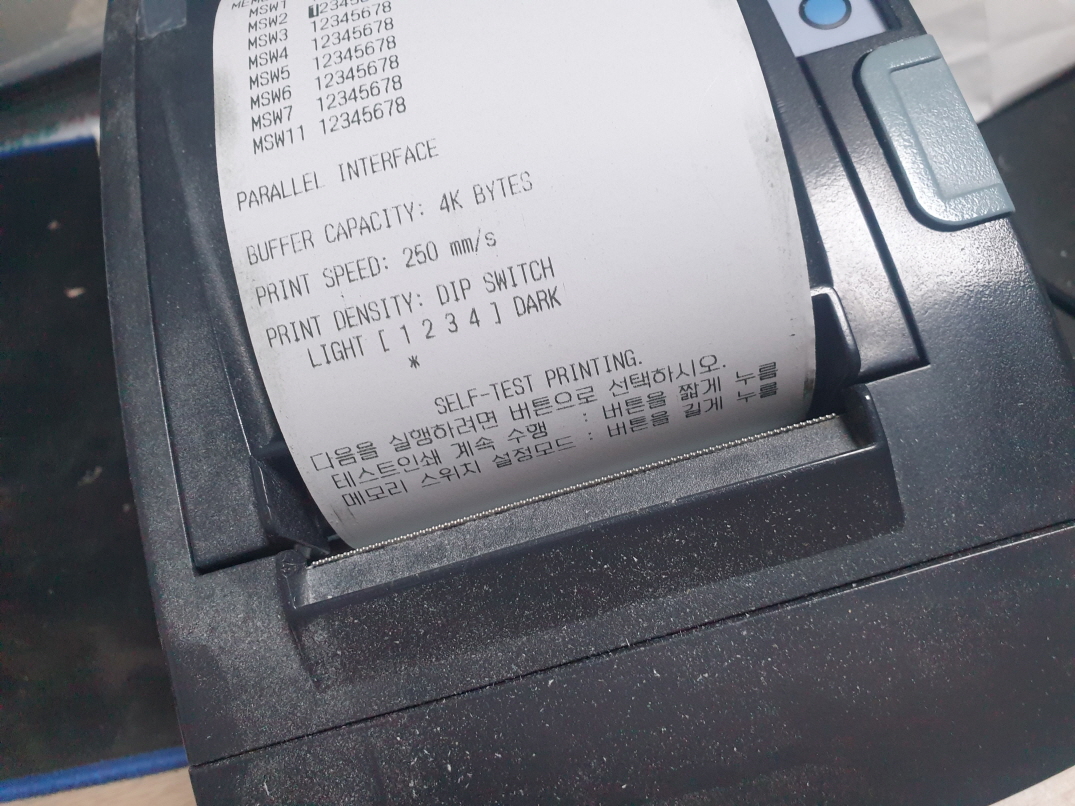 MSW1
MSW2 12345678
MSW3 12345678
MSW4 12345678
MSW5 12345678
MSW6 12345678
MSW7 12345678
MSW11 12345678
PARALLEL INTERFACE
BUFFER CAPACITY: 4K BYTES
PRINT SPEED: 250 mm/s
PRINT DENSITY: DIP SWITCH
LIGHT [ 1 2 3 4 ] DARK
*
SELF-TEST PRINTING.
다음을 실행하려면 버튼으로 선택하시오.
테스트인쇄 계속 수행 : 버튼을 짧게 누름
메모리 스위치 설정모드 : 버튼을 길게 누름